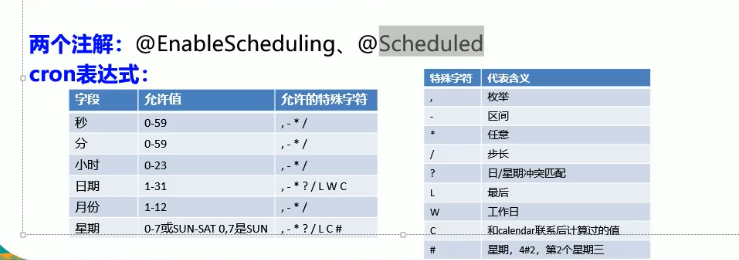 两个注解：@EnableScheduling、@Scheduled
cron表达式：
字段 允许值 允许的特殊字符
秒 0-59 , - * /
分 0-59 , - * /
小时 0-23 , - * /
日期 1-31 , - * ? / L W C
月份 1-12 , - * /
星期 0-7或SUN-SAT 0,7是SUN , - * ? / L C #
特殊字符 代表含义
, 枚举
- 区间
* 任意
/ 步长
? 日/星期冲突匹配
L 最后
W 工作日
C 和calendar联系后计算过的值
# 星期，4#2，第2个星期三